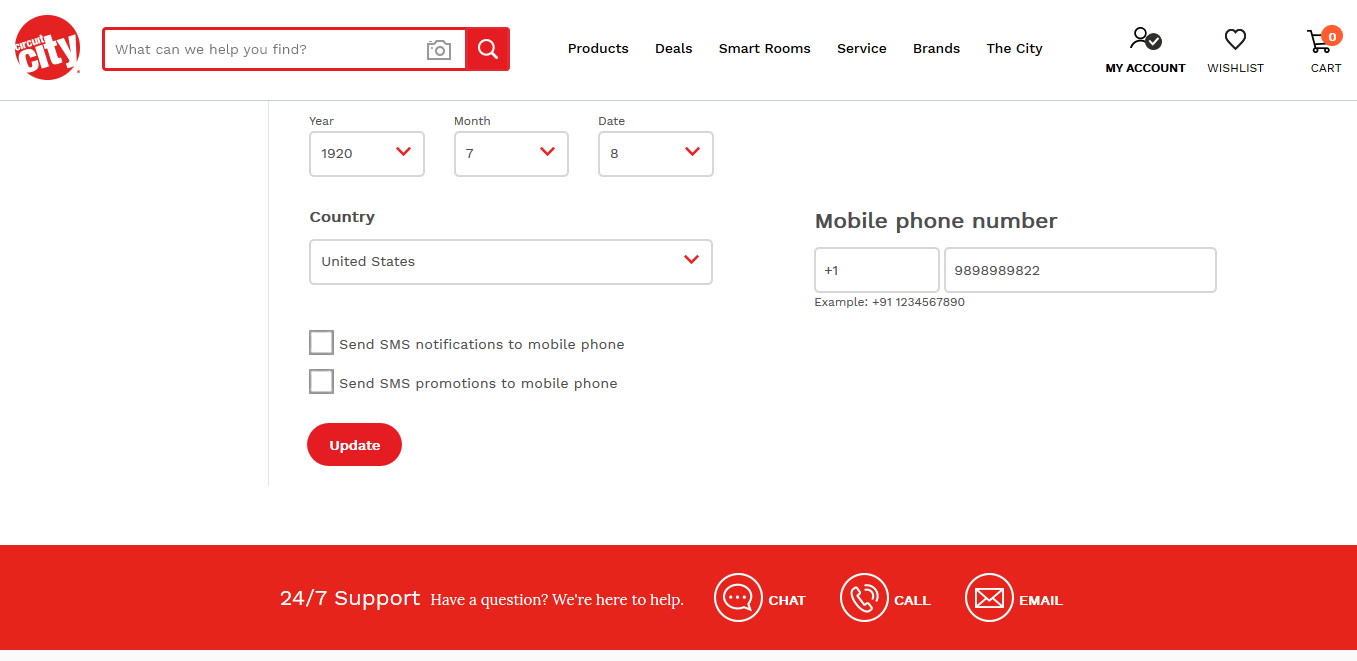 circuit
city
What can we help you find?
Products Deals Smart Rooms Service Brands The City
MY ACCOUNT
WISHLIST
0
CART
Year Month Date
1920 7 8
Country
United States
Mobile phone number
+1 9898989822
Example: +91 1234567890
Send SMS notifications to mobile phone
Send SMS promotions to mobile phone
Update
24/7 Support Have a question? We're here to help. CHAT CALL EMAIL